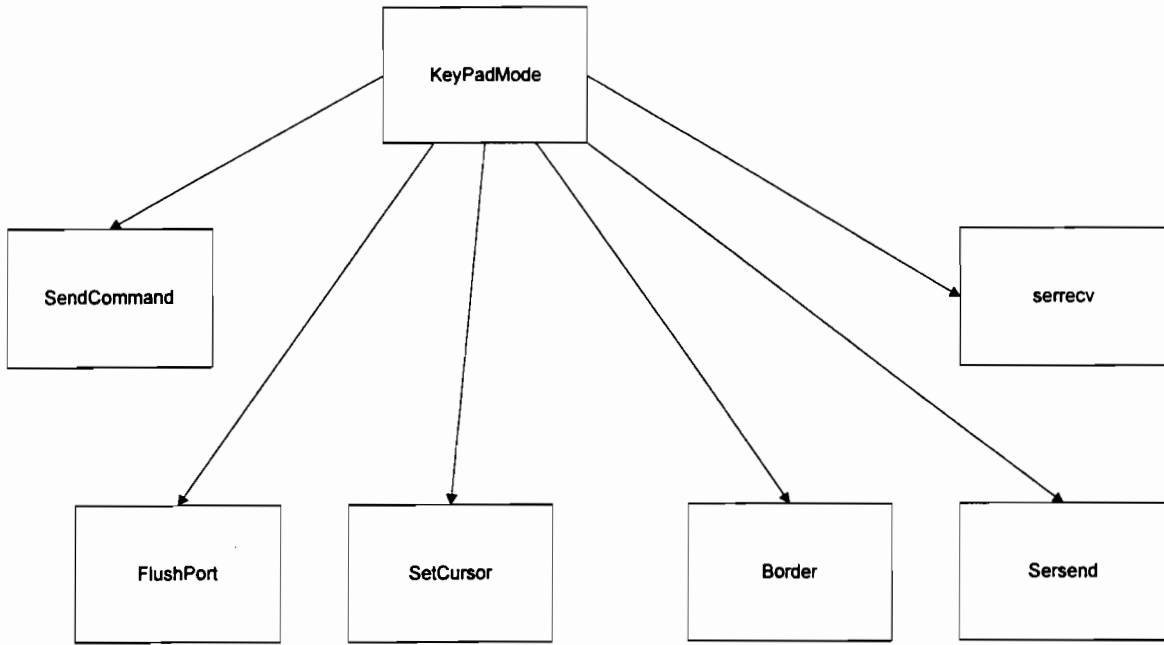 KeyPadMode
SendCommand
serrecv
FlushPort
SetCursor
Border
Sersend